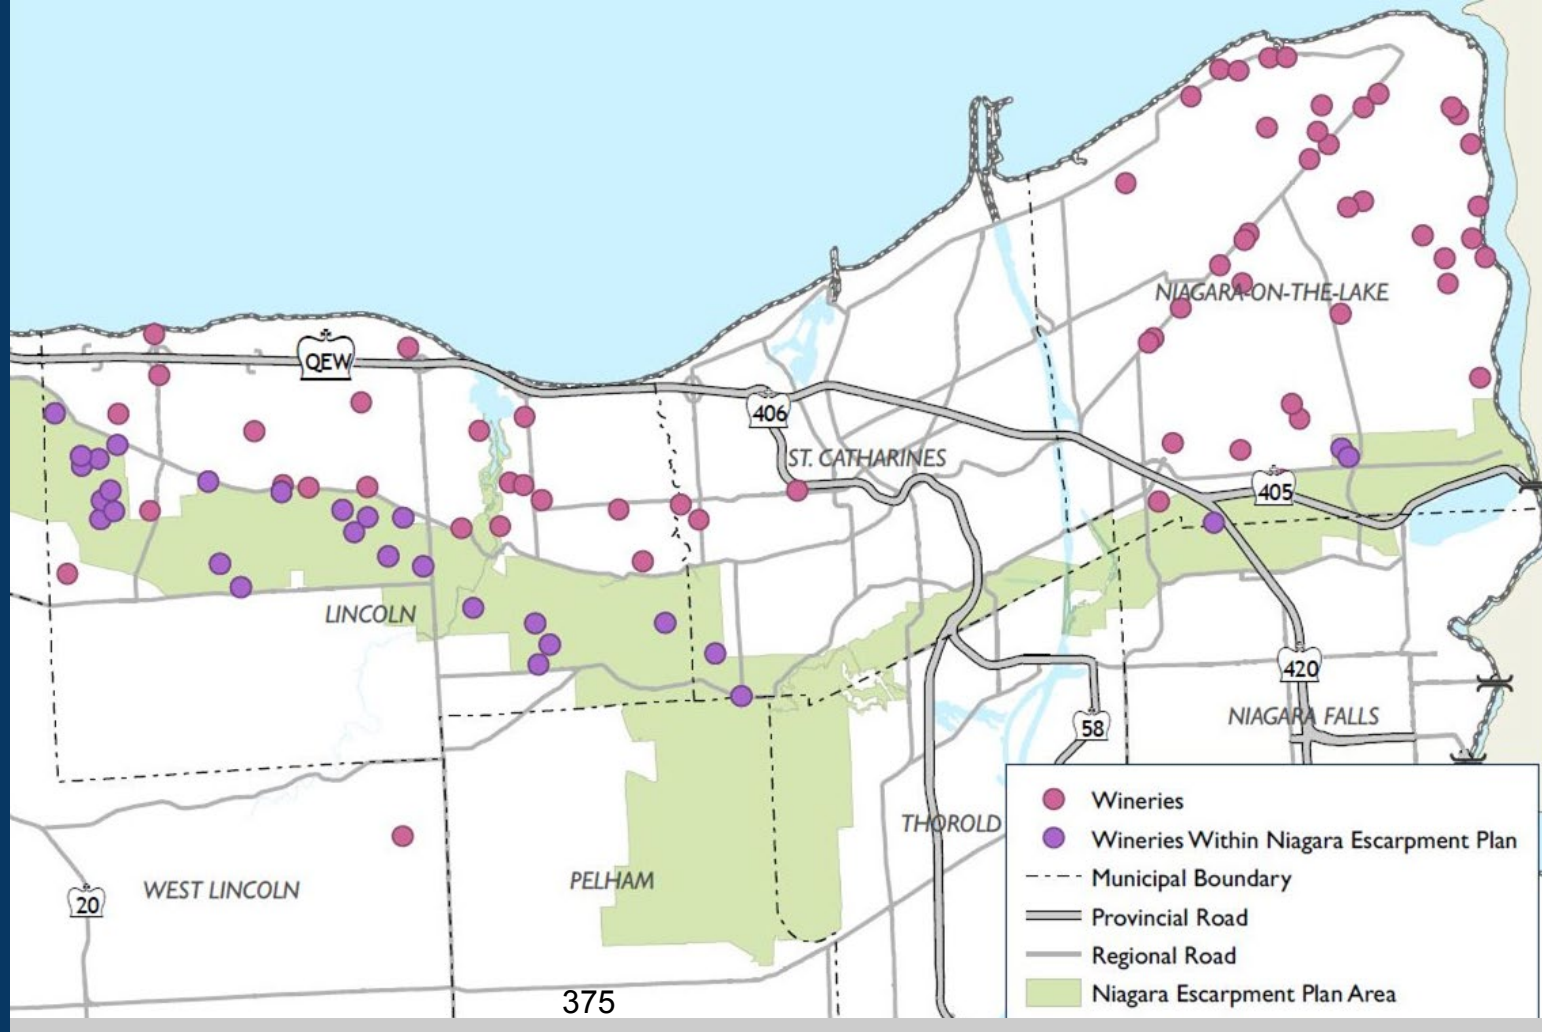 NIAGARA-ON-THE-LAKE
QEW
406
ST. CATHARINES
405
LINCOLN
420
58
NIAGARA FALLS
THOROLD
PELHAM
WEST LINCOLN
20
Wineries
Wineries Within Niagara Escarpment Plan
Municipal Boundary
Provincial Road
Regional Road
Niagara Escarpment Plan Area
375